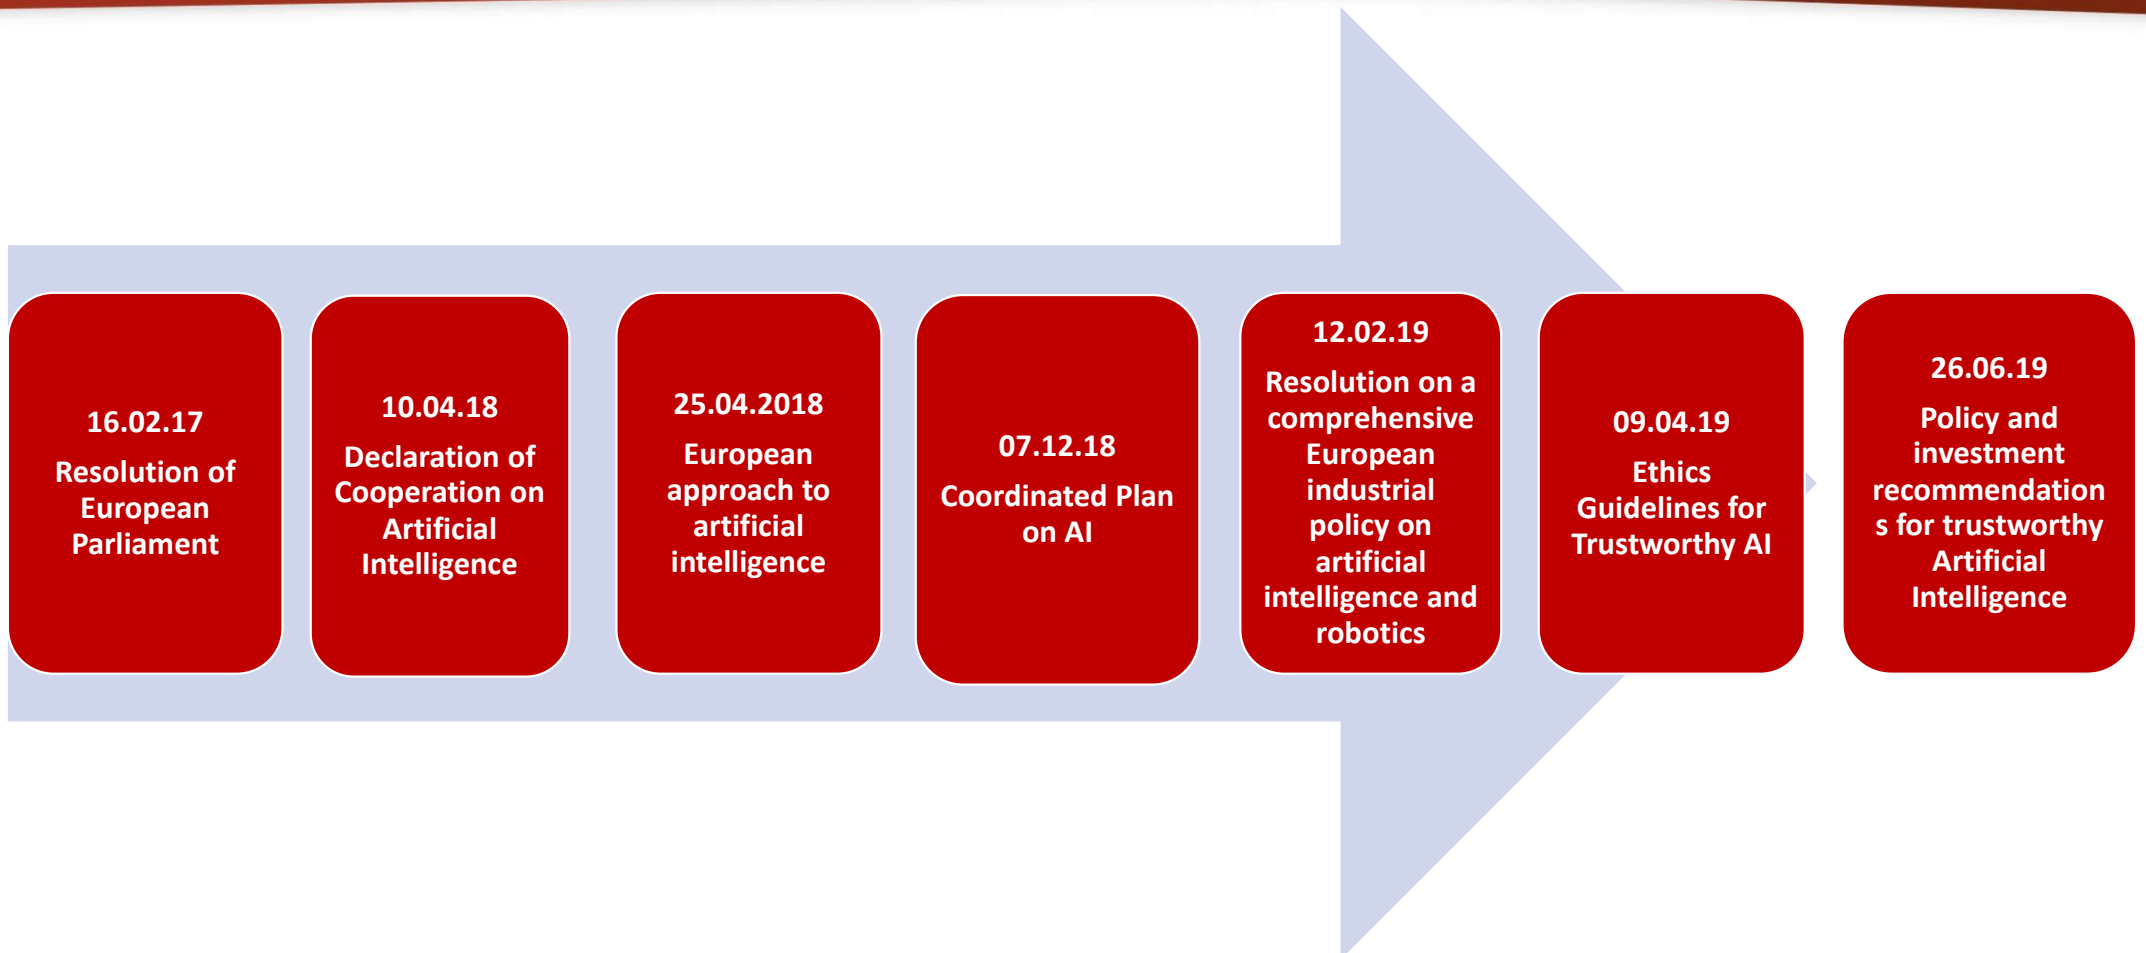 16.02.17
Resolution of
European
Parliament
10.04.18
Declaration of
Cooperation on
Artificial
Intelligence
25.04.2018
European
approach to
artificial
intelligence
07.12.18
Coordinated Plan
on AI
12.02.19
Resolution on a
comprehensive
European
industrial
policy on
artificial
intelligence and
robotics
09.04.19
Ethics
Guidelines for
Trustworthy AI
26.06.19
Policy and
investment
recommendation
s for trustworthy
Artificial
Intelligence